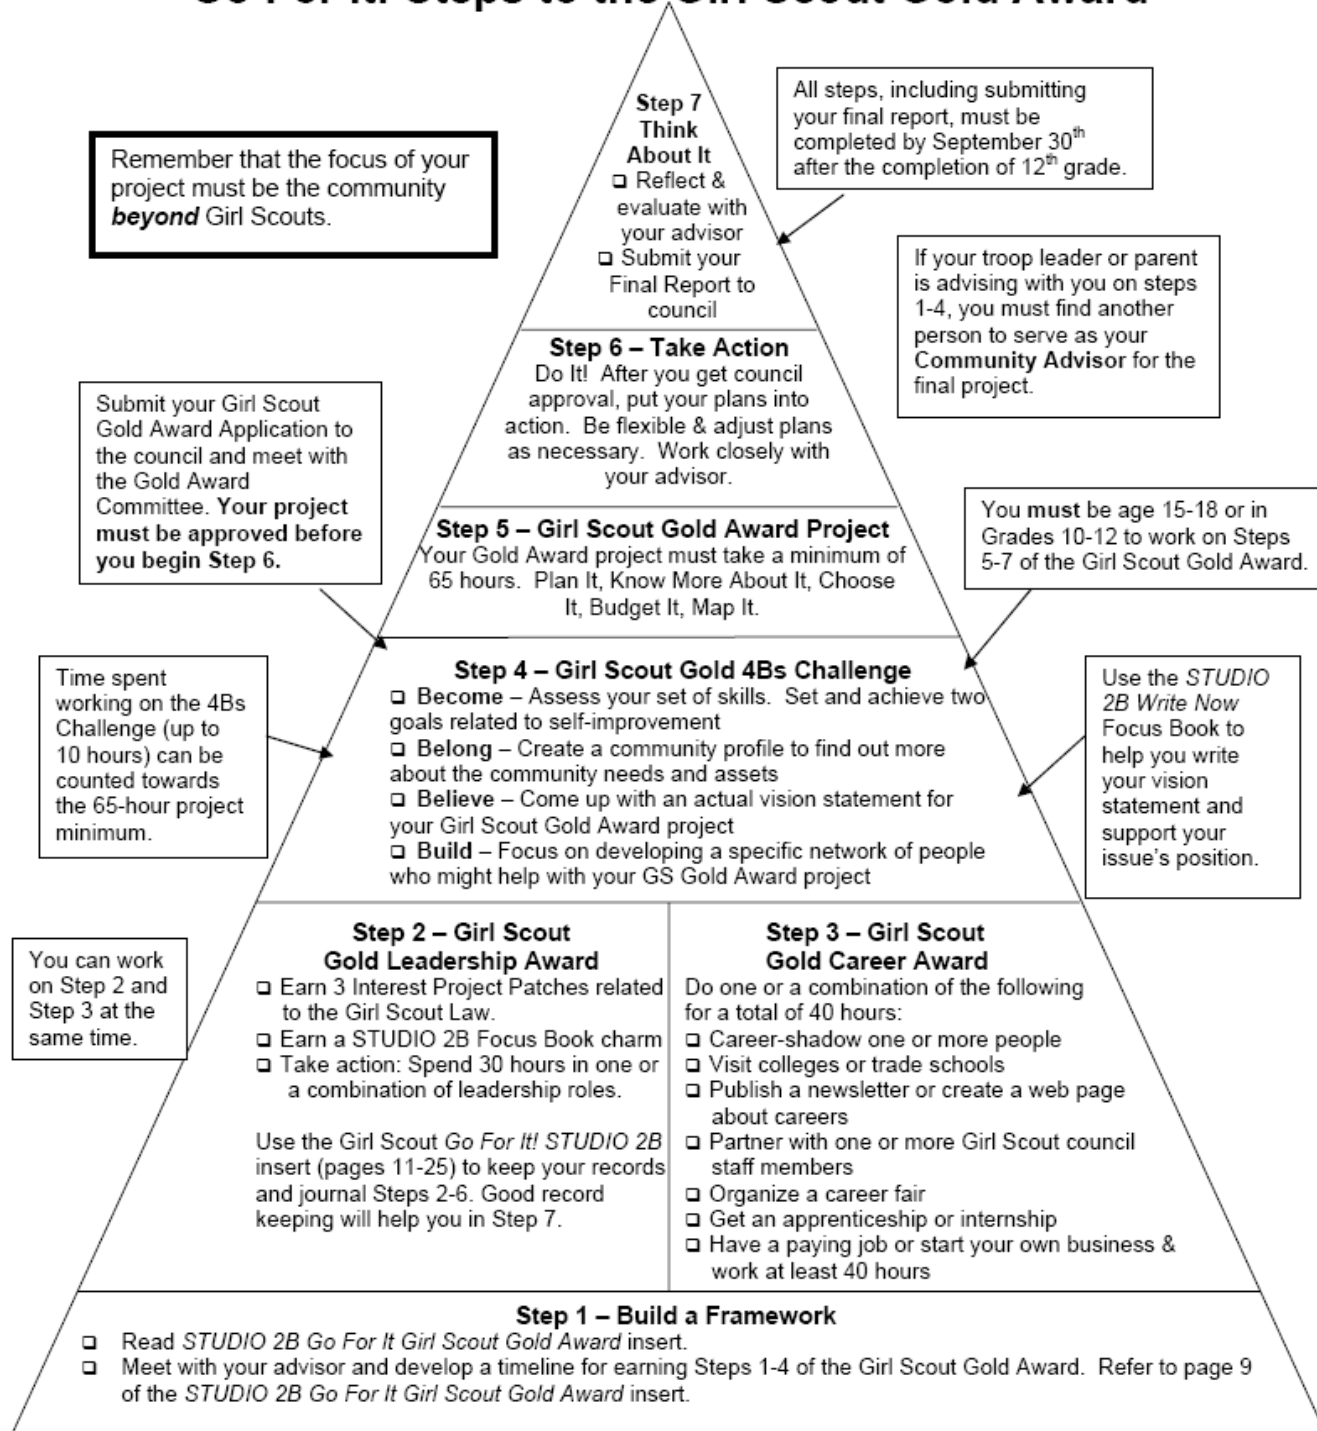 Go For It! Steps to the Girl Scout Gold Award
Step 7
Think
About It
❑ Reflect &
evaluate with
your advisor
❑ Submit your
Final Report to
council
All steps, including submitting
your final report, must be
completed by September 30th
after the completion of 12th grade.
Remember that the focus of your
project must be the community
beyond Girl Scouts.
If your troop leader or parent
is advising with you on steps
1-4, you must find another
person to serve as your
Community Advisor for the
final project.
Step 6 – Take Action
Do It! After you get council
approval, put your plans into
action. Be flexible & adjust plans
as necessary. Work closely with
your advisor.
Submit your Girl Scout
Gold Award Application to
the council and meet with
the Gold Award
Committee. Your project
must be approved before
you begin Step 6.
Step 5 – Girl Scout Gold Award Project
Your Gold Award project must take a minimum of
65 hours. Plan It, Know More About It, Choose
It, Budget It, Map It.
You must be age 15-18 or in
Grades 10-12 to work on Steps
5-7 of the Girl Scout Gold Award.
Time spent
working on the 4Bs
Challenge (up to
10 hours) can be
counted towards
the 65-hour project
minimum.
Step 4 – Girl Scout Gold 4Bs Challenge
❑ Become – Assess your set of skills. Set and achieve two
goals related to self-improvement
❑ Belong – Create a community profile to find out more
about the community needs and assets
❑ Believe – Come up with an actual vision statement for
your Girl Scout Gold Award project
❑ Build – Focus on developing a specific network of people
who might help with your GS Gold Award project
Use the STUDIO
2B Write Now
Focus Book to
help you write
your vision
statement and
support your
issue's position.
You can work
on Step 2 and
Step 3 at the
same time.
Step 2 – Girl Scout
Gold Leadership Award
❑ Earn 3 Interest Project Patches related
to the Girl Scout Law.
❑ Earn a STUDIO 2B Focus Book charm
❑ Take action: Spend 30 hours in one or
a combination of leadership roles.
Use the Girl Scout Go For It! STUDIO 2B
insert (pages 11-25) to keep your records
and journal Steps 2-6. Good record
keeping will help you in Step 7.
Step 3 – Girl Scout
Gold Career Award
Do one or a combination of the following
for a total of 40 hours:
❑ Career-shadow one or more people
❑ Visit colleges or trade schools
❑ Publish a newsletter or create a web page
about careers
❑ Partner with one or more Girl Scout council
staff members
❑ Organize a career fair
❑ Get an apprenticeship or internship
❑ Have a paying job or start your own business &
work at least 40 hours
Step 1 – Build a Framework
❑ Read STUDIO 2B Go For It Girl Scout Gold Award insert.
❑ Meet with your advisor and develop a timeline for earning Steps 1-4 of the Girl Scout Gold Award. Refer to page 9
of the STUDIO 2B Go For It Girl Scout Gold Award insert.